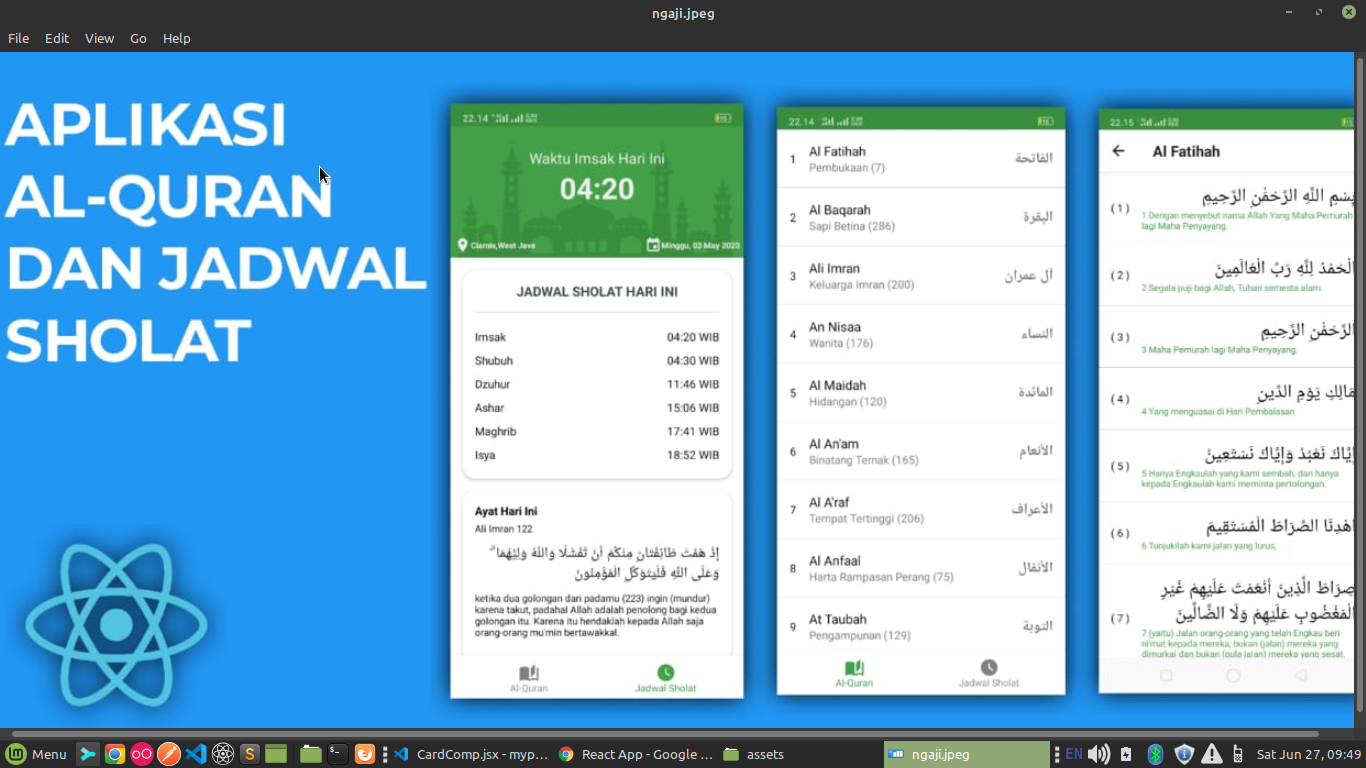 ngaji.jpeg
File Edit View Go Help
APLIKASI
AL-QURAN
DAN JADWAL
SHOLAT
22.14
Waktu Imsak Hari Ini
04:20
Ciamis,West Java
Minggu, 03 May 2020
JADWAL SHOLAT HARI INI
Imsak 04:20 WIB
Shubuh 04:30 WIB
Dzuhur 11:46 WIB
Ashar 15:06 WIB
Maghrib 17:41 WIB
Isya 18:52 WIB
Ayat Hari Ini
Ali Imran 122
إِذْ هَمَّتْ طَائِفَتَانِ مِنْكُمْ أَنْ تَفْشَلَا وَاللَّهُ وَلِيُّهُمَا ۗ
وَعَلَى اللَّهِ فَلْيَتَوَكَّلِ الْمُؤْمِنُونَ
ketika dua golongan dari padamu {223} ingin (mundur)
karena takut, padahal Allah adalah penolong bagi kedua
golongan itu. Karena itu hendaklah kepada Allah saja
orang-orang mu'min bertawakkal.
Al-Quran Jadwal Sholat
22.14
1 Al Fatihah الفاتحة
Pembukaan (7)
2 Al Baqarah البقرة
Sapi Betina (286)
3 Ali Imran آل عمران
Keluarga Imran (200)
4 An Nisaa النساء
Wanita (176)
5 Al Maidah المائدة
Hidangan (120)
6 Al An'am الأنعام
Binatang Ternak (165)
7 Al A'raf الأعراف
Tempat Tertinggi (206)
8 Al Anfaal الأنفال
Harta Rampasan Perang (75)
9 At Taubah التوبة
Pengampunan (129)
Al-Quran Jadwal Sholat
22.15
Al Fatihah
(1) بِسْمِ اللَّهِ الرَّحْمَٰنِ الرَّحِيمِ
1 Dengan menyebut nama Allah Yang Maha Pemurah
lagi Maha Penyayang.
(2) الْحَمْدُ لِلَّهِ رَبِّ الْعَالَمِينَ
2 Segala puji bagi Allah, Tuhan semesta alam.
(3) الرَّحْمَٰنِ الرَّحِيمِ
3 Maha Pemurah lagi Maha Penyayang.
(4) مَالِكِ يَوْمِ الدِّينِ
4 Yang menguasai di Hari Pembalasan
(5) إِيَّاكَ نَعْبُدُ وَإِيَّاكَ نَسْتَعِينُ
5 Hanya Engkaulah yang kami sembah, dan hanya
kepada Engkaulah kami meminta pertolongan.
(6) اهْدِنَا الصِّرَاطَ الْمُسْتَقِيمَ
6 Tunjukilah kami jalan yang lurus,
(7) صِرَاطَ الَّذِينَ أَنْعَمْتَ عَلَيْهِمْ غَيْرِ
الْمَغْضُوبِ عَلَيْهِمْ وَلَا الضَّالِّينَ
7 (yaitu) Jalan orang-orang yang telah Engkau beri
ni'mat kepada mereka; bukan (jalan) mereka yang
dimurkai dan bukan (pula jalan) mereka yang sesat.
Menu CardComp.jsx - myp... React App - Google ... assets ngaji.jpeg EN Sat Jun 27, 09:49